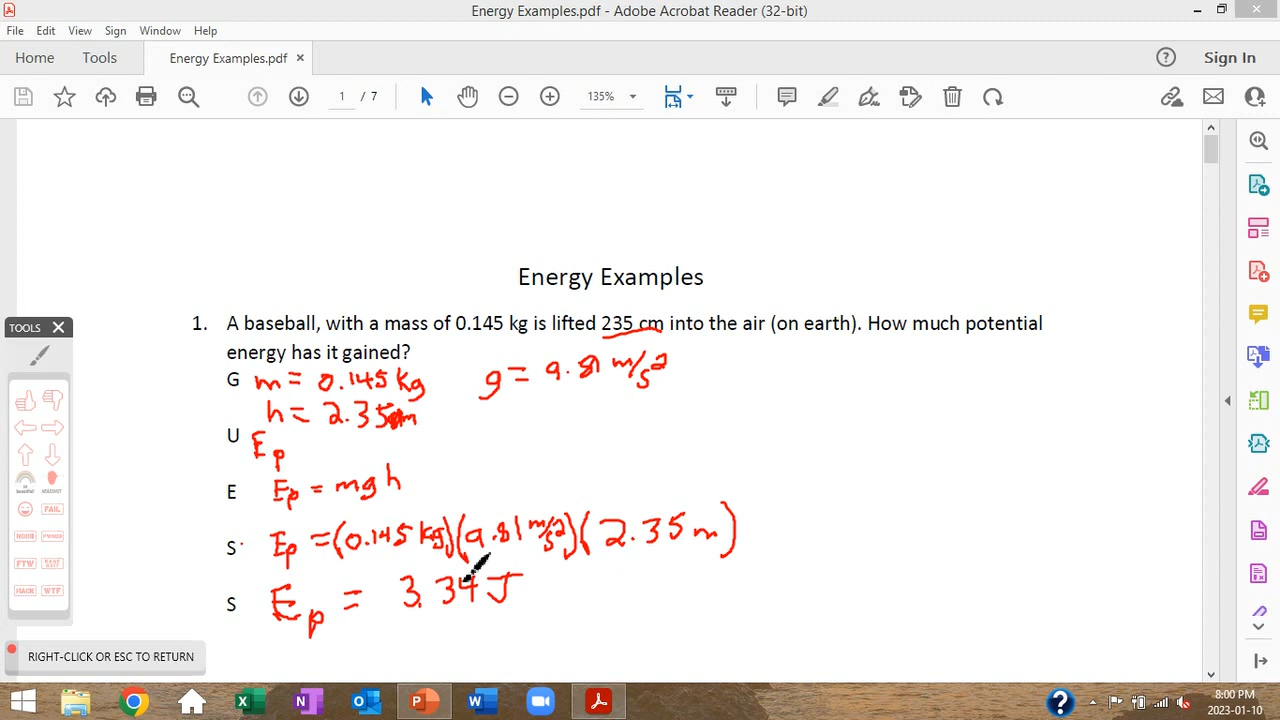 Energy Examples.pdf - Adobe Acrobat Reader (32-bit)
File Edit View Sign Window Help
Home Tools Energy Examples.pdf × Sign In
1 / 7 135%
Energy Examples
1. A baseball, with a mass of 0.145 kg is lifted 235 cm into the air (on earth). How much potential
energy has it gained?
G m = 0.145 kg g = 9.81 m/s²
h = 2.35 m
U Ep
E Ep = mgh
S Ep = (0.145 kg)(9.81 m/s²)(2.35 m)
S Ep = 3.34 J
TOOLS
FAIL
FTW
HACK WTF
RIGHT-CLICK OR ESC TO RETURN
8:00 PM
2023-01-10